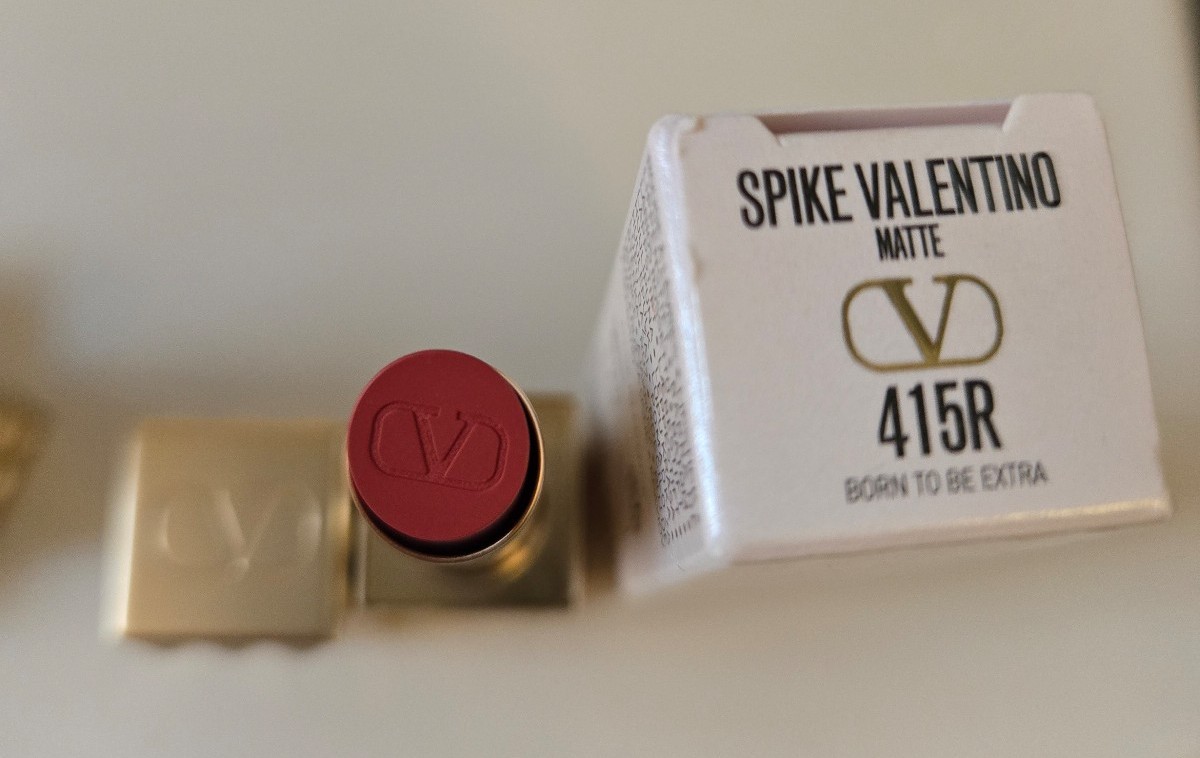 SPIKE VALENTINO
MATTE
V
415R
BORN TO BE EXTRA
V
V